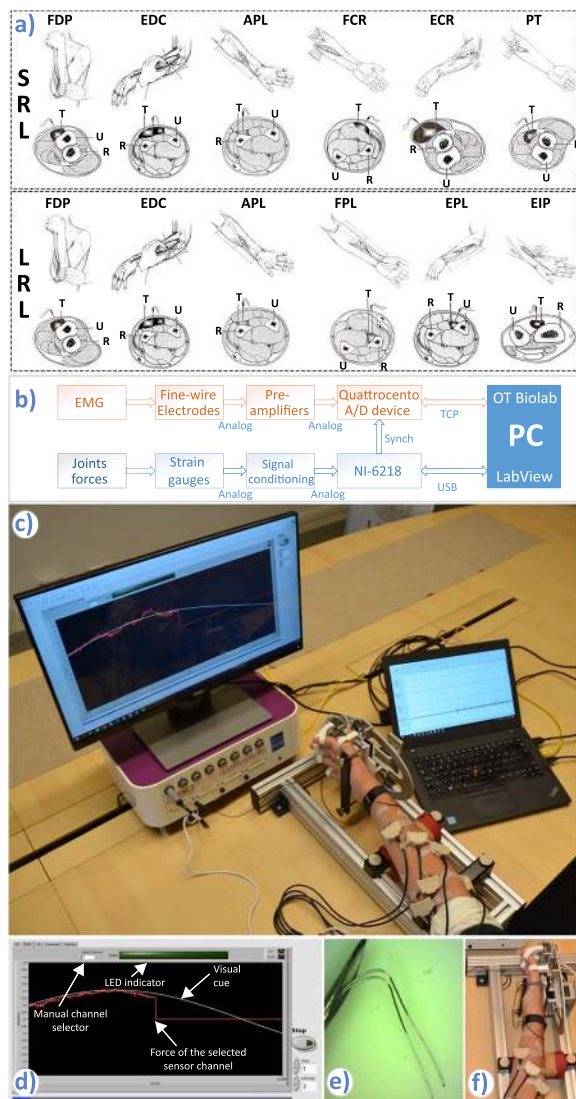 a)
FDP EDC APL FCR ECR PT
SRL
T T T T T
U U U R
R R R R
U U
FDP EDC APL FPL EPL EIP
LRL
T T T T T T R
U U U R U U
R R R
U R
b)
EMG
Fine-wire
Electrodes
Pre-
amplifiers
Quattrocento
A/D device
OT Biolab
Analog
Analog
TCP
PC
Synch
Joints
forces
Strain
gauges
Signal
conditioning
NI-6218
LabView
Analog
Analog
USB
c)
LED indicator
Visual
cue
Manual channel
selector
Force of the selected
sensor channel
Stop
d)
e)
f)